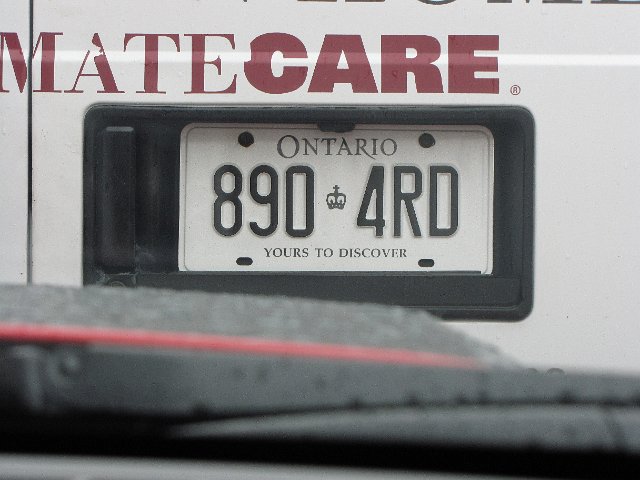 MATECARE®
ONTARIO
890 4RD
YOURS TO DISCOVER